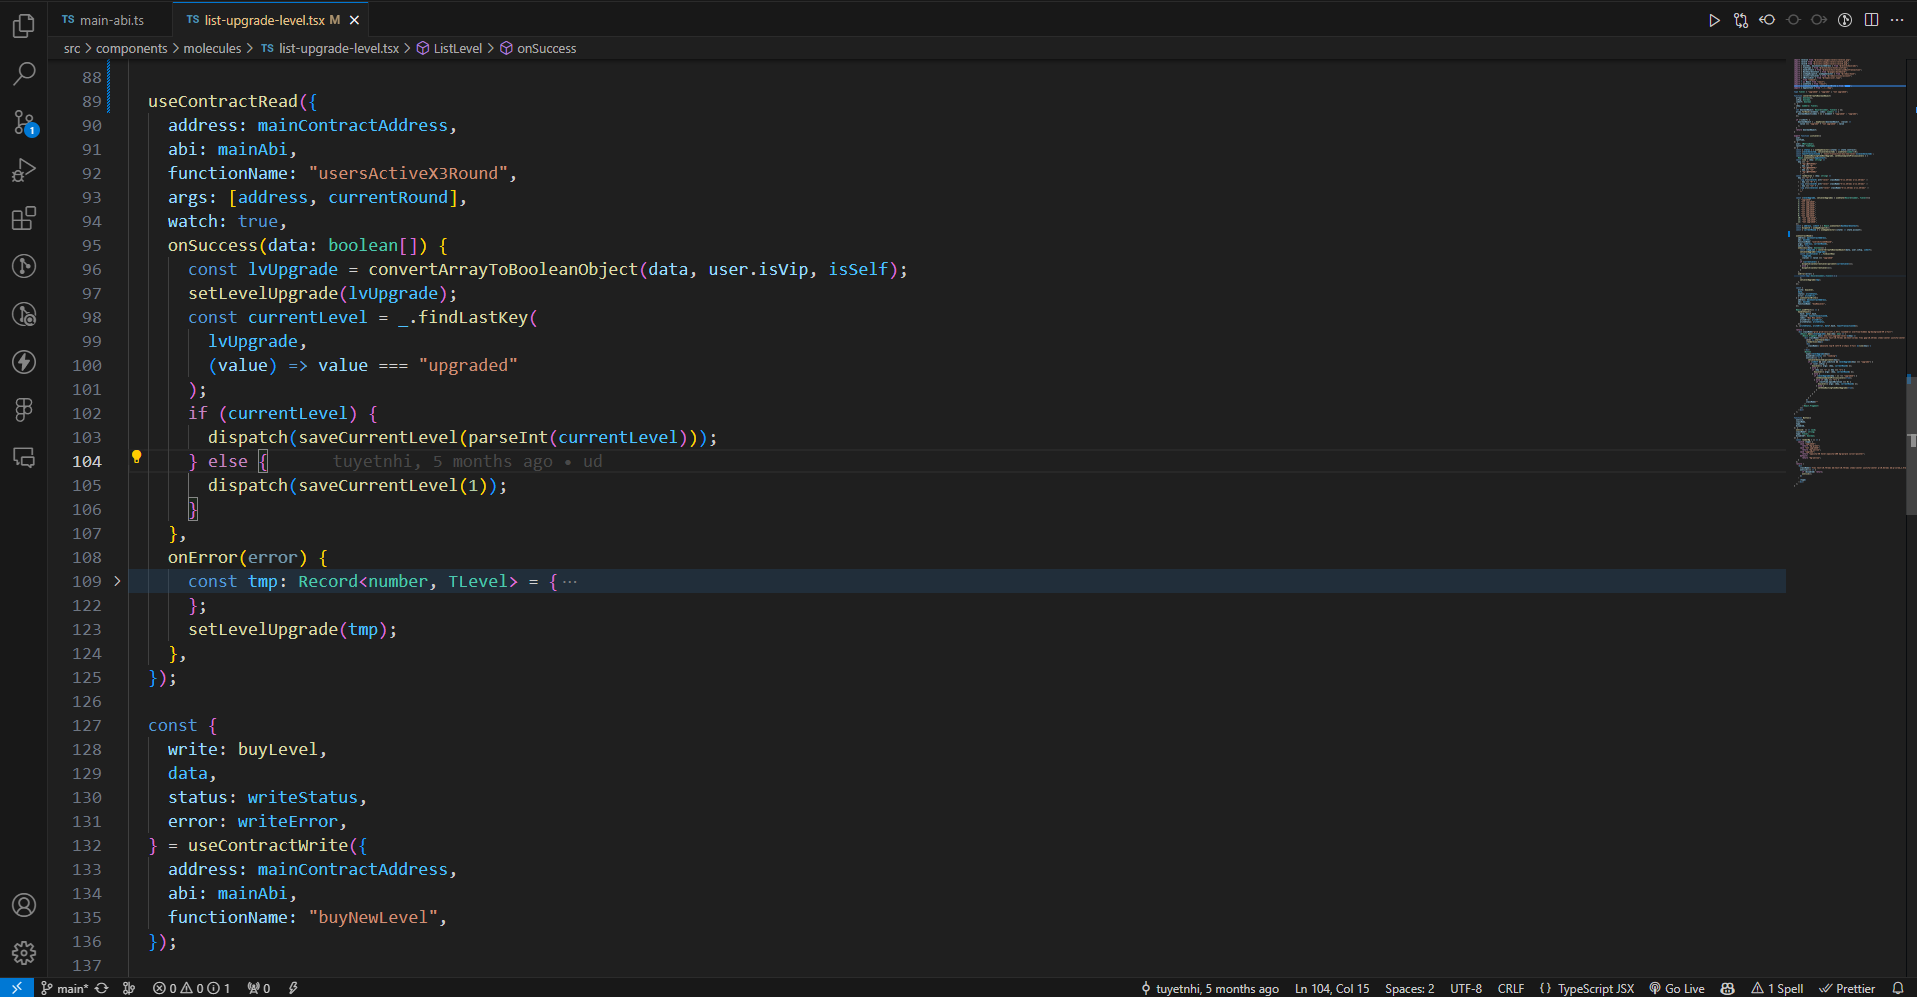 TS main-abi.ts
TS list-upgrade-level.tsx M
src > components > molecules > TS list-upgrade-level.tsx > ListLevel > onSuccess
88
89 useContractRead({
90 address: mainContractAddress,
91 abi: mainAbi,
92 functionName: "usersActiveX3Round",
93 args: [address, currentRound],
94 watch: true,
95 onSuccess(data: boolean[]) {
96 const lvUpgrade = convertArrayToBooleanObject(data, user.isVip, isSelf);
97 setLevelUpgrade(lvUpgrade);
98 const currentLevel = _.findLastKey(
99 lvUpgrade,
100 (value) => value === "upgraded"
101 );
102 if (currentLevel) {
103 dispatch(saveCurrentLevel(parseInt(currentLevel)));
104 } else { tuyetnhi, 5 months ago • ud
105 dispatch(saveCurrentLevel(1));
106 }
107 },
108 onError(error) {
109 const tmp: Record<number, TLevel> = { ···
122 };
123 setLevelUpgrade(tmp);
124 },
125 });
126
127 const {
128 write: buyLevel,
129 data,
130 status: writeStatus,
131 error: writeError,
132 } = useContractWrite({
133 address: mainContractAddress,
134 abi: mainAbi,
135 functionName: "buyNewLevel",
136 });
137
1
main* 0 0 1 0 tuyetnhi, 5 months ago Ln 104, Col 15 Spaces: 2 UTF-8 CRLF {} TypeScript JSX Go Live 1 Spell Prettier